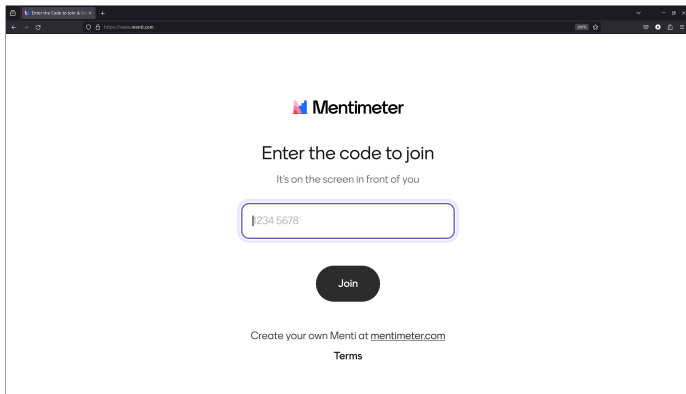 Enter the Code to Join & Vo
https://www.menti.com
Mentimeter
Enter the code to join
It's on the screen in front of you
1234 5678
Join
Create your own Menti at mentimeter.com
Terms